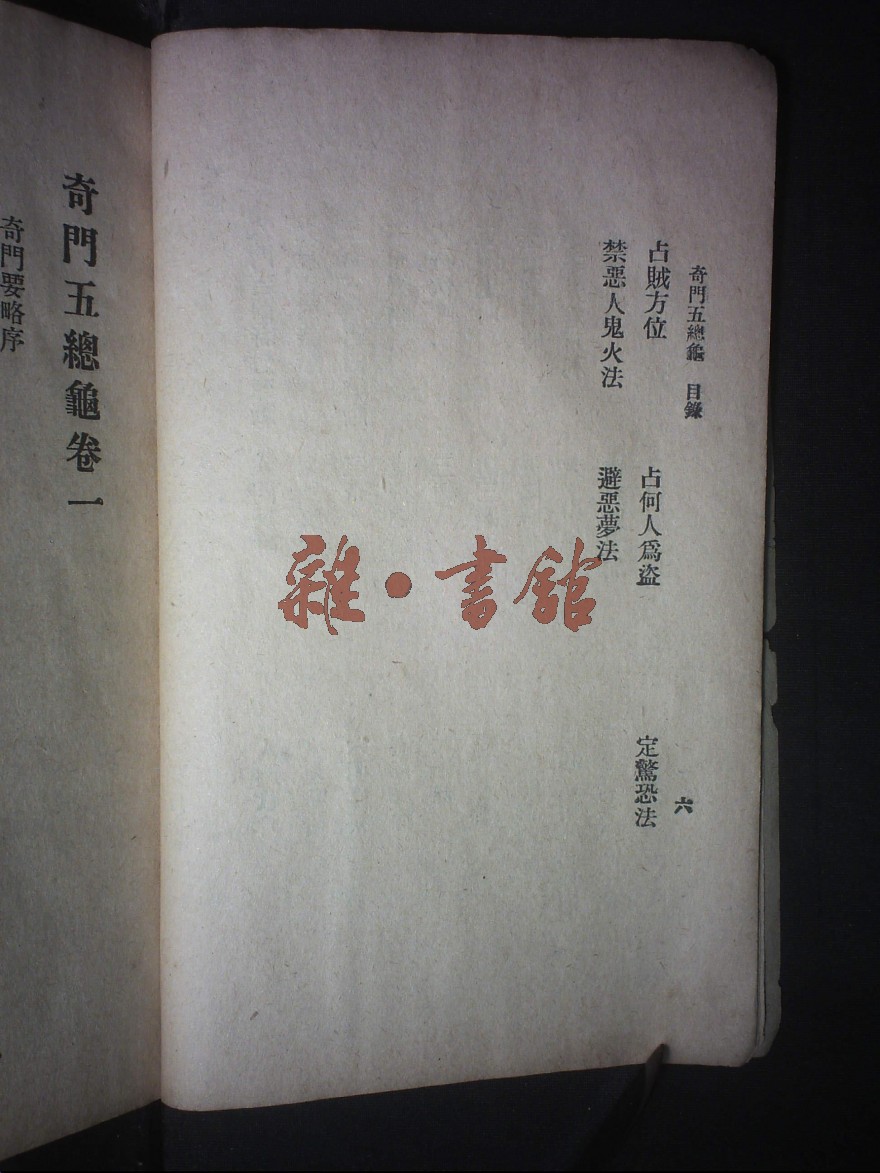 奇門五總龜 目錄 六
占賊方位 占何人爲盜 定驚恐法
禁惡人鬼火法 避惡夢法
雜·書館
奇門五總龜卷一
奇門要略序